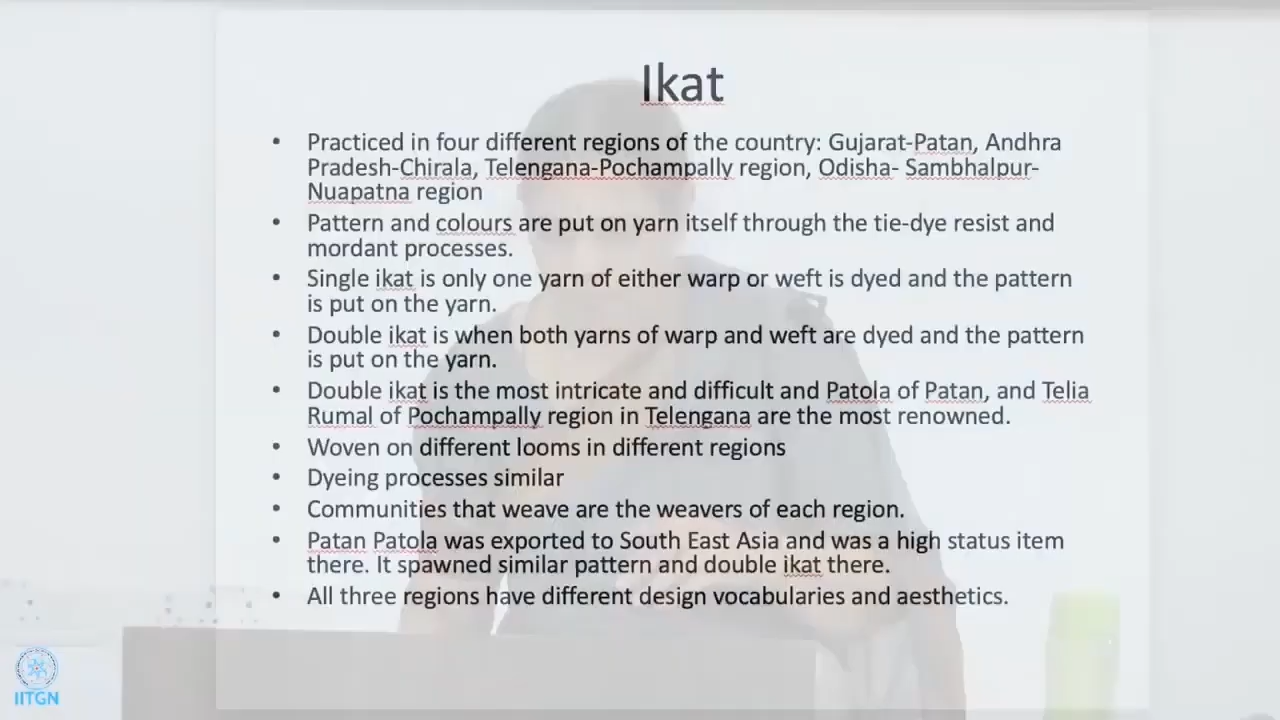 Ikat
• Practiced in four different regions of the country: Gujarat-Patan, Andhra
Pradesh-Chirala, Telengana-Pochampally region, Odisha- Sambhalpur-
Nuapatna region
• Pattern and colours are put on yarn itself through the tie-dye resist and
mordant processes.
• Single ikat is only one yarn of either warp or weft is dyed and the pattern
is put on the yarn.
• Double ikat is when both yarns of warp and weft are dyed and the pattern
is put on the yarn.
• Double ikat is the most intricate and difficult and Patola of Patan, and Telia
Rumal of Pochampally region in Telengana are the most renowned.
• Woven on different looms in different regions
• Dyeing processes similar
• Communities that weave are the weavers of each region.
• Patan Patola was exported to South East Asia and was a high status item
there. It spawned similar pattern and double ikat there.
• All three regions have different design vocabularies and aesthetics.
IITGN